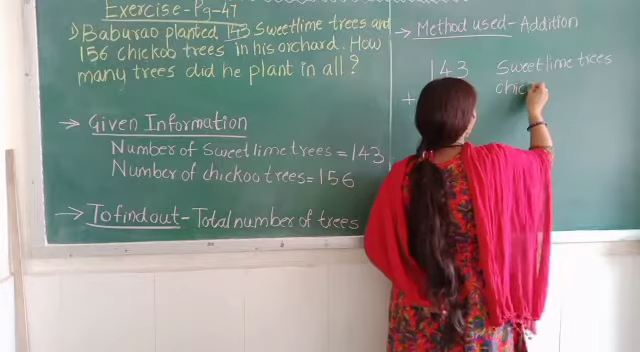 Exercise-Pg-47
1) Baburao planted 143 Sweetlime trees and
156 chickoo trees in his orchard. How
many trees did he plant in all?
→ Given Information
Number of sweetlime trees = 143
Number of chickoo trees = 156
→ To find out - Total number of trees
→ Method used - Addition
143 Sweetlime trees
+ chic